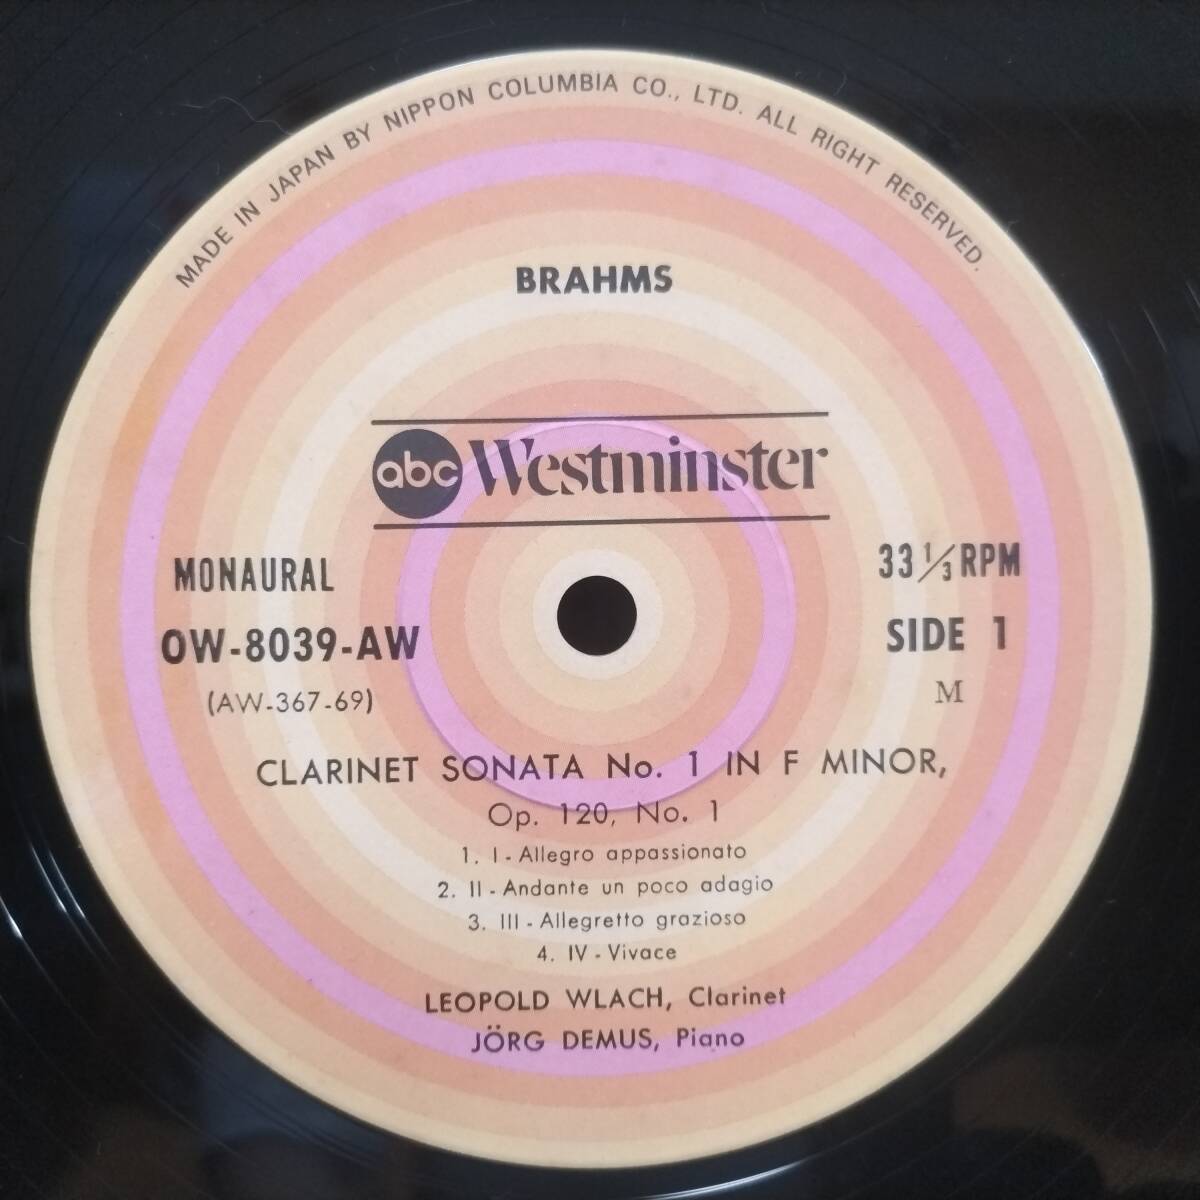 MADE IN JAPAN BY NIPPON COLUMBIA CO., LTD. ALL RIGHT RESERVED.
BRAHMS
abc Westminster
MONAURAL
33 1/3 RPM
OW-8039-AW
SIDE 1
(AW-367-69)
M
CLARINET SONATA No. 1 IN F MINOR,
Op. 120, No. 1
1. I - Allegro appassionato
2. II - Andante un poco adagio
3. III - Allegretto grazioso
4. IV - Vivace
LEOPOLD WLACH, Clarinet
JÖRG DEMUS, Piano